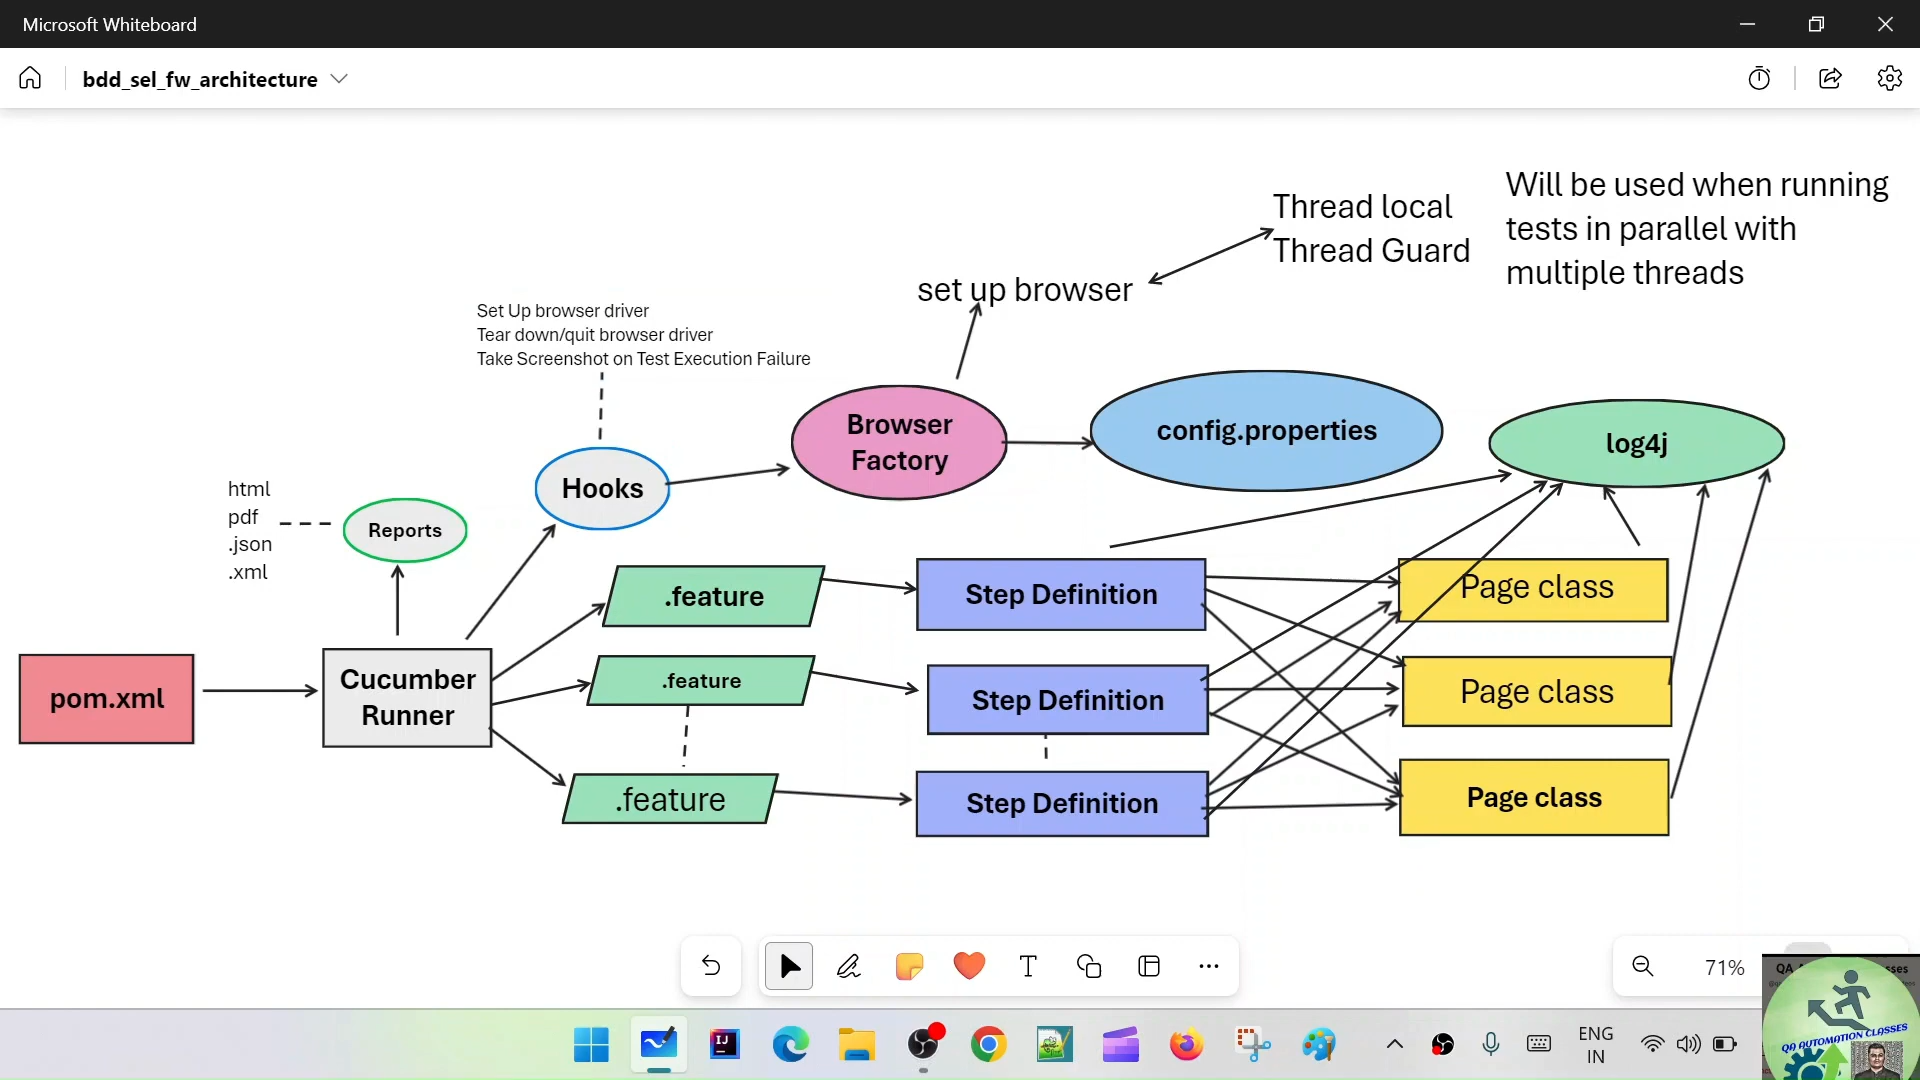 Microsoft Whiteboard
bdd_sel_fw_architecture
Thread local
Thread Guard
Will be used when running
tests in parallel with
multiple threads
set up browser
Set Up browser driver
Tear down/quit browser driver
Take Screenshot on Test Execution Failure
Browser
Factory
config.properties
log4j
Hooks
html
pdf
.json
.xml
Reports
.feature
Step Definition
Page class
pom.xml
Cucumber
Runner
.feature
Step Definition
Page class
.feature
Step Definition
Page class
71%
ENG
IN
QA AUTOMATION CLASSES